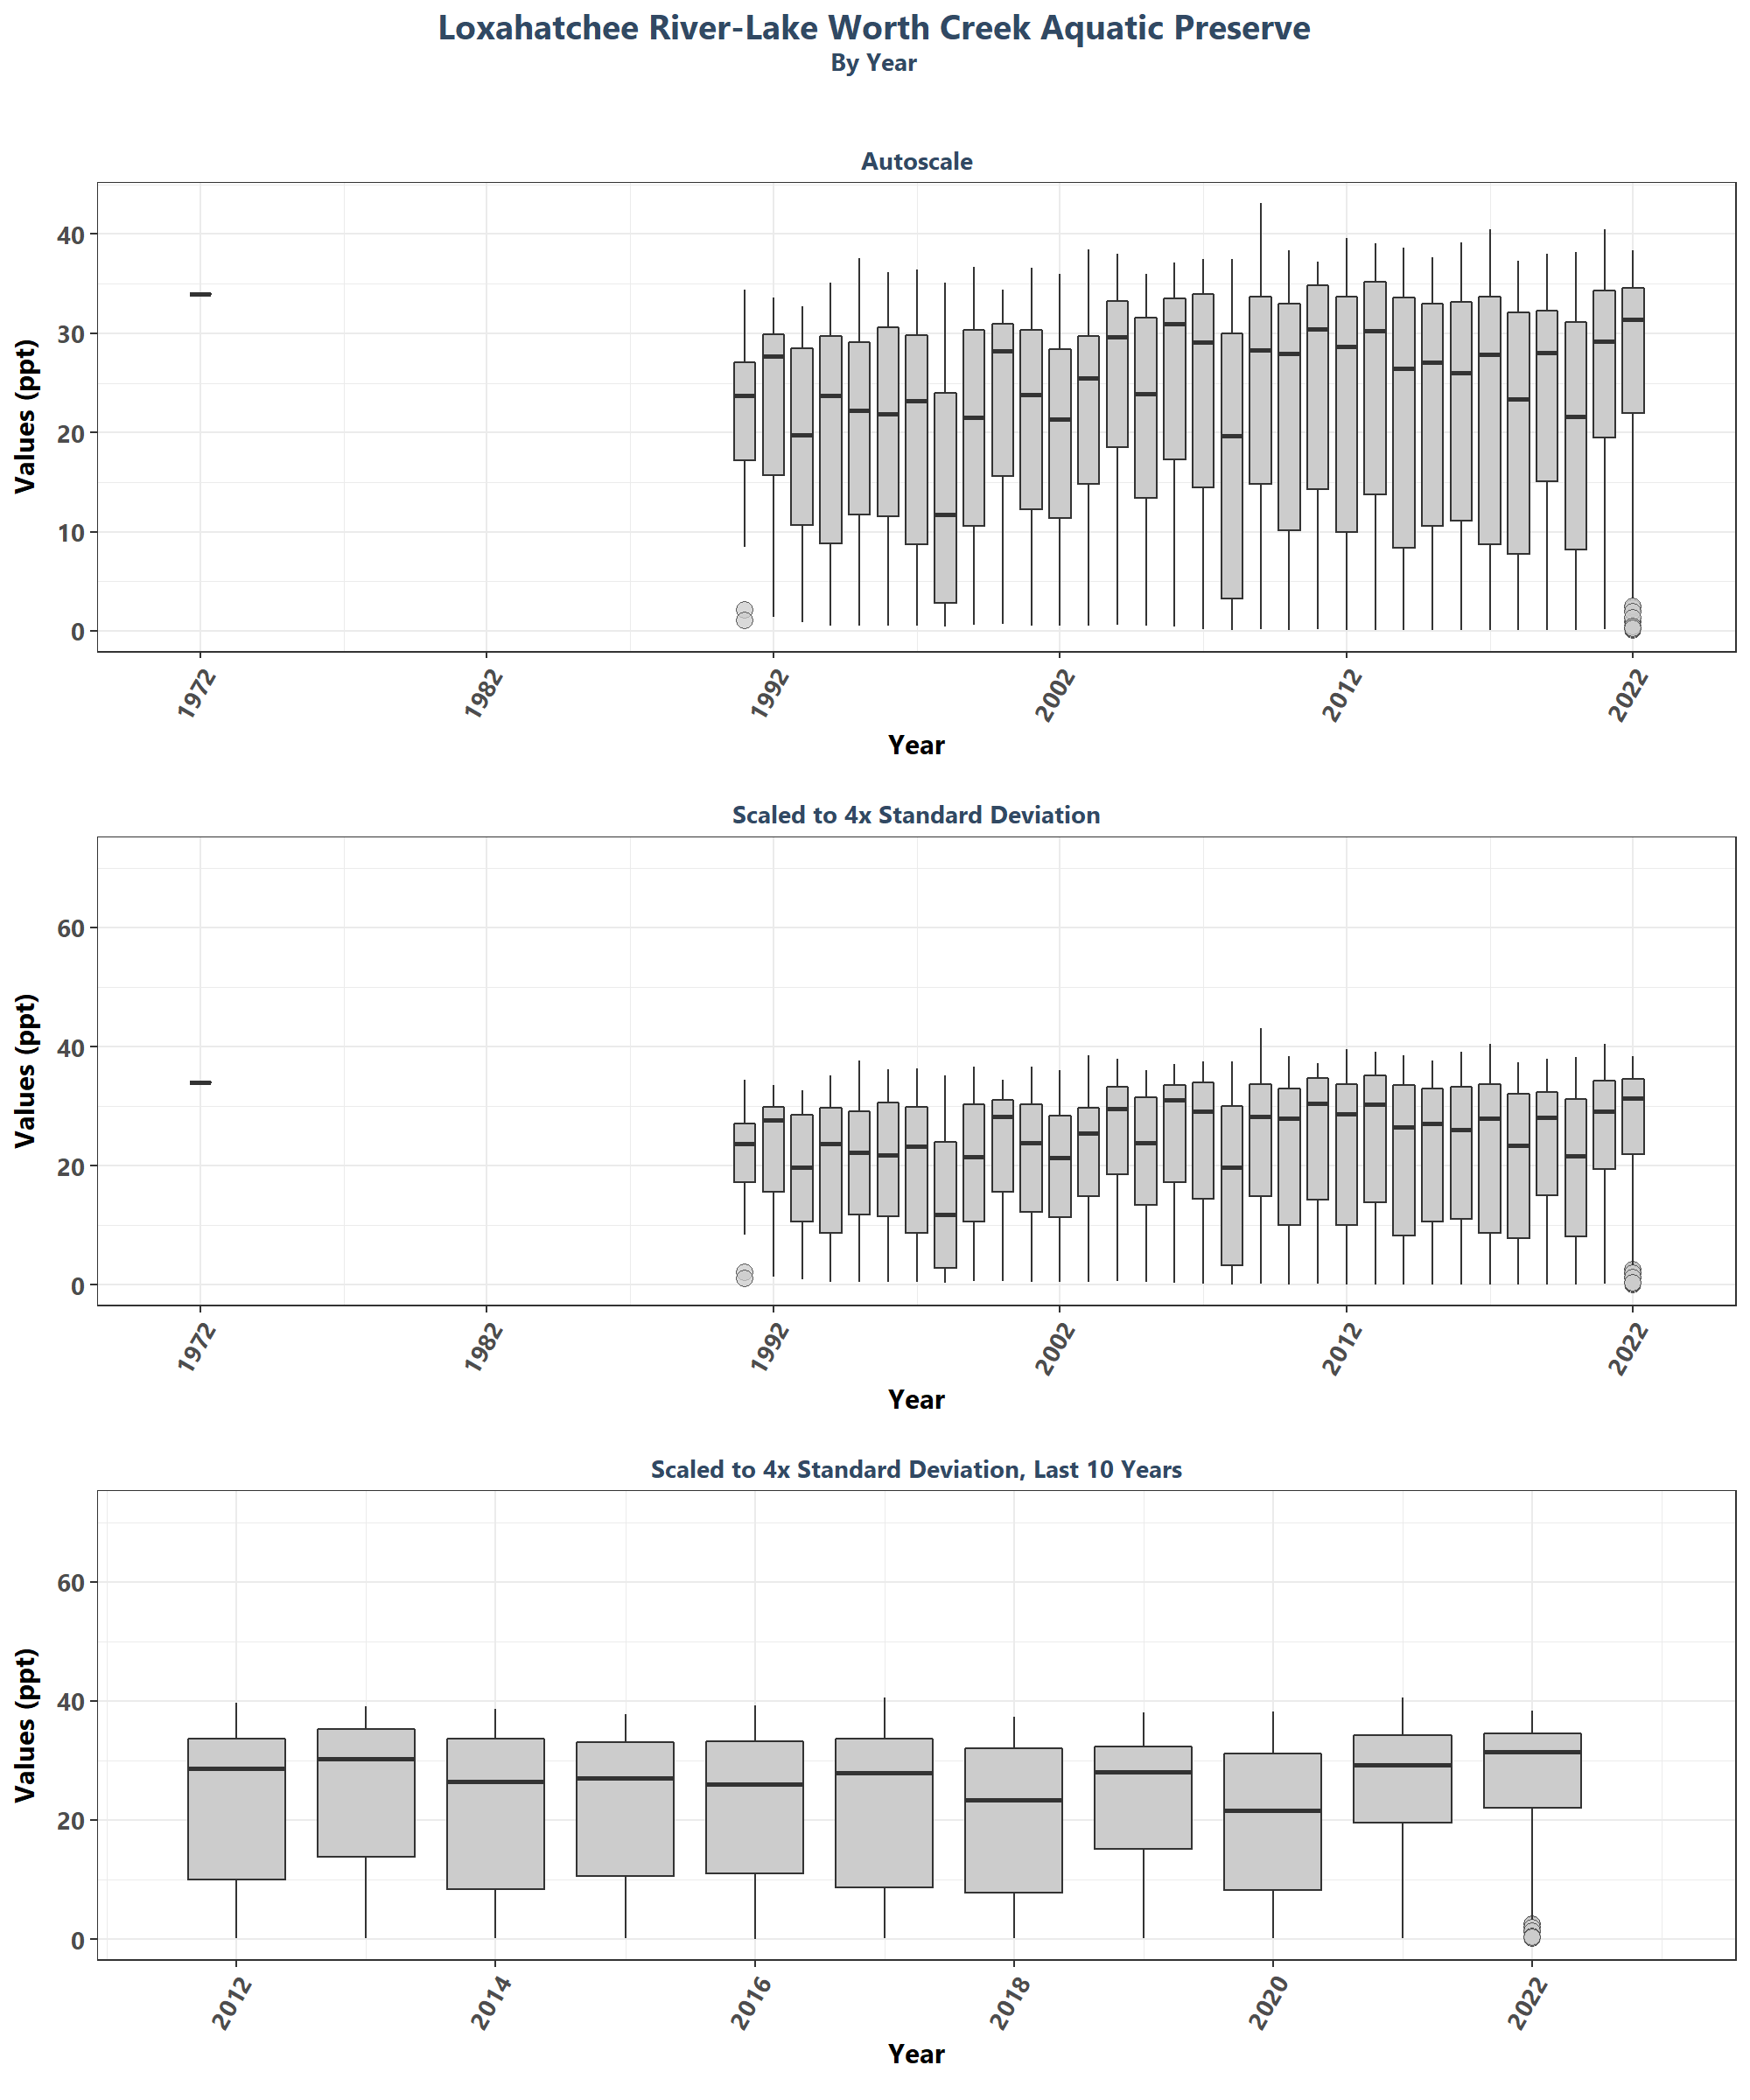 Loxahatchee River-Lake Worth Creek Aquatic Preserve
By Year
Autoscale
Values (ppt)
40
30
20
10
0
1972
1982
1992
2002
2012
2022
Year
Scaled to 4x Standard Deviation
Values (ppt)
60
40
20
0
1972
1982
1992
2002
2012
2022
Year
Scaled to 4x Standard Deviation, Last 10 Years
Values (ppt)
60
40
20
0
2012
2014
2016
2018
2020
2022
Year